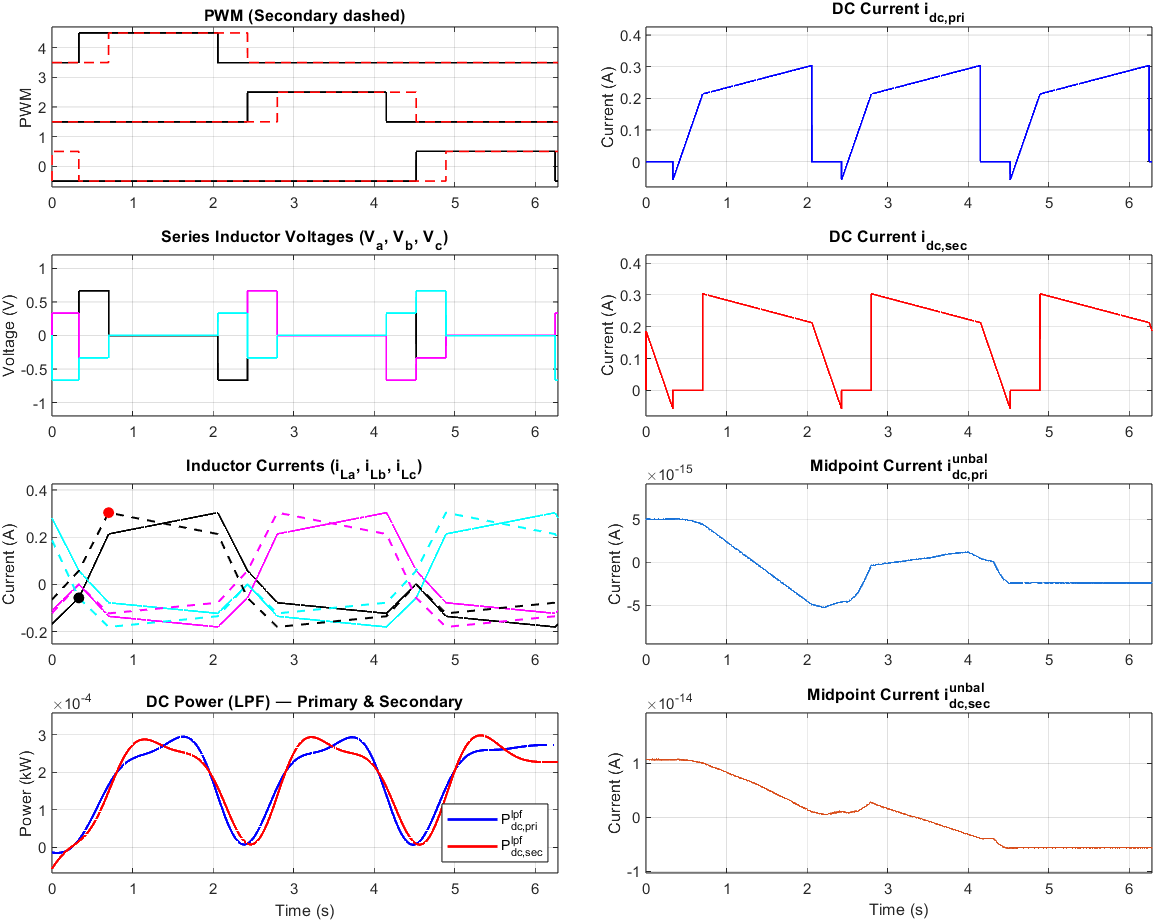 PWM (Secondary dashed)
PWM
4
3
2
1
0
0 1 2 3 4 5 6
DC Current i_dc,pri
Current (A)
0.4
0.3
0.2
0.1
0
0 1 2 3 4 5 6
Series Inductor Voltages (V_a, V_b, V_c)
Voltage (V)
1
0.5
0
-0.5
-1
0 1 2 3 4 5 6
DC Current i_dc,sec
Current (A)
0.4
0.3
0.2
0.1
0
0 1 2 3 4 5 6
Inductor Currents (i_La, i_Lb, i_Lc)
Current (A)
0.4
0.2
0
-0.2
0 1 2 3 4 5 6
Midpoint Current i_dc,pri^unbal
×10^-15
Current (A)
5
0
-5
0 1 2 3 4 5 6
DC Power (LPF) — Primary & Secondary
×10^-4
Power (kW)
3
2
1
0
P_dc,pri^lpf
P_dc,sec^lpf
0 1 2 3 4 5 6
Time (s)
Midpoint Current i_dc,sec^unbal
×10^-14
Current (A)
1
0
-1
0 1 2 3 4 5 6
Time (s)